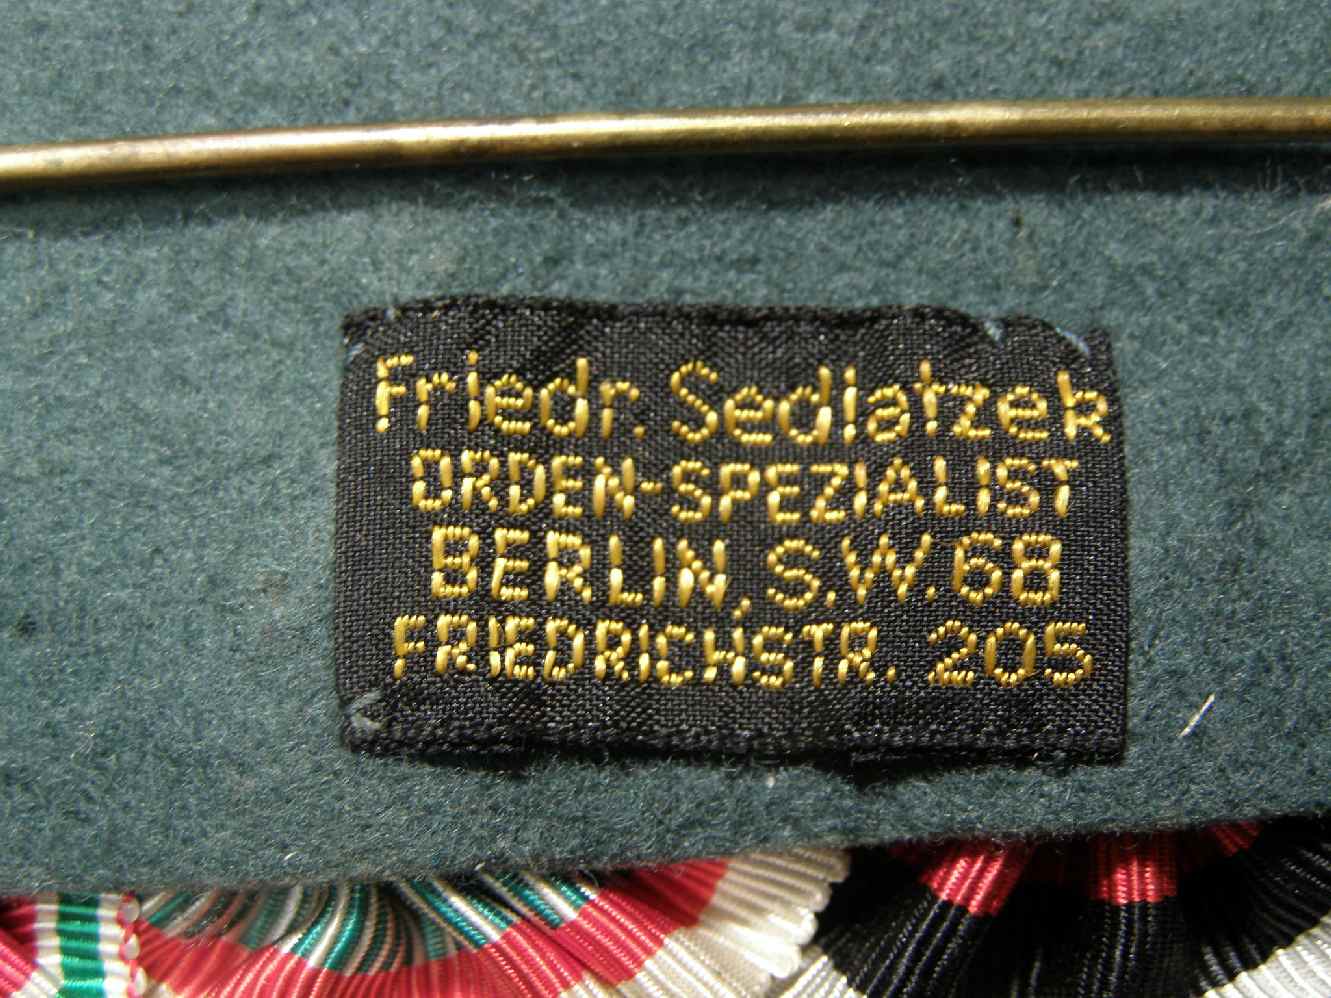 Friedr. Sedlatzek
ORDEN-SPEZIALIST
BERLIN, S.W.68
FRIEDRICHSTR. 205